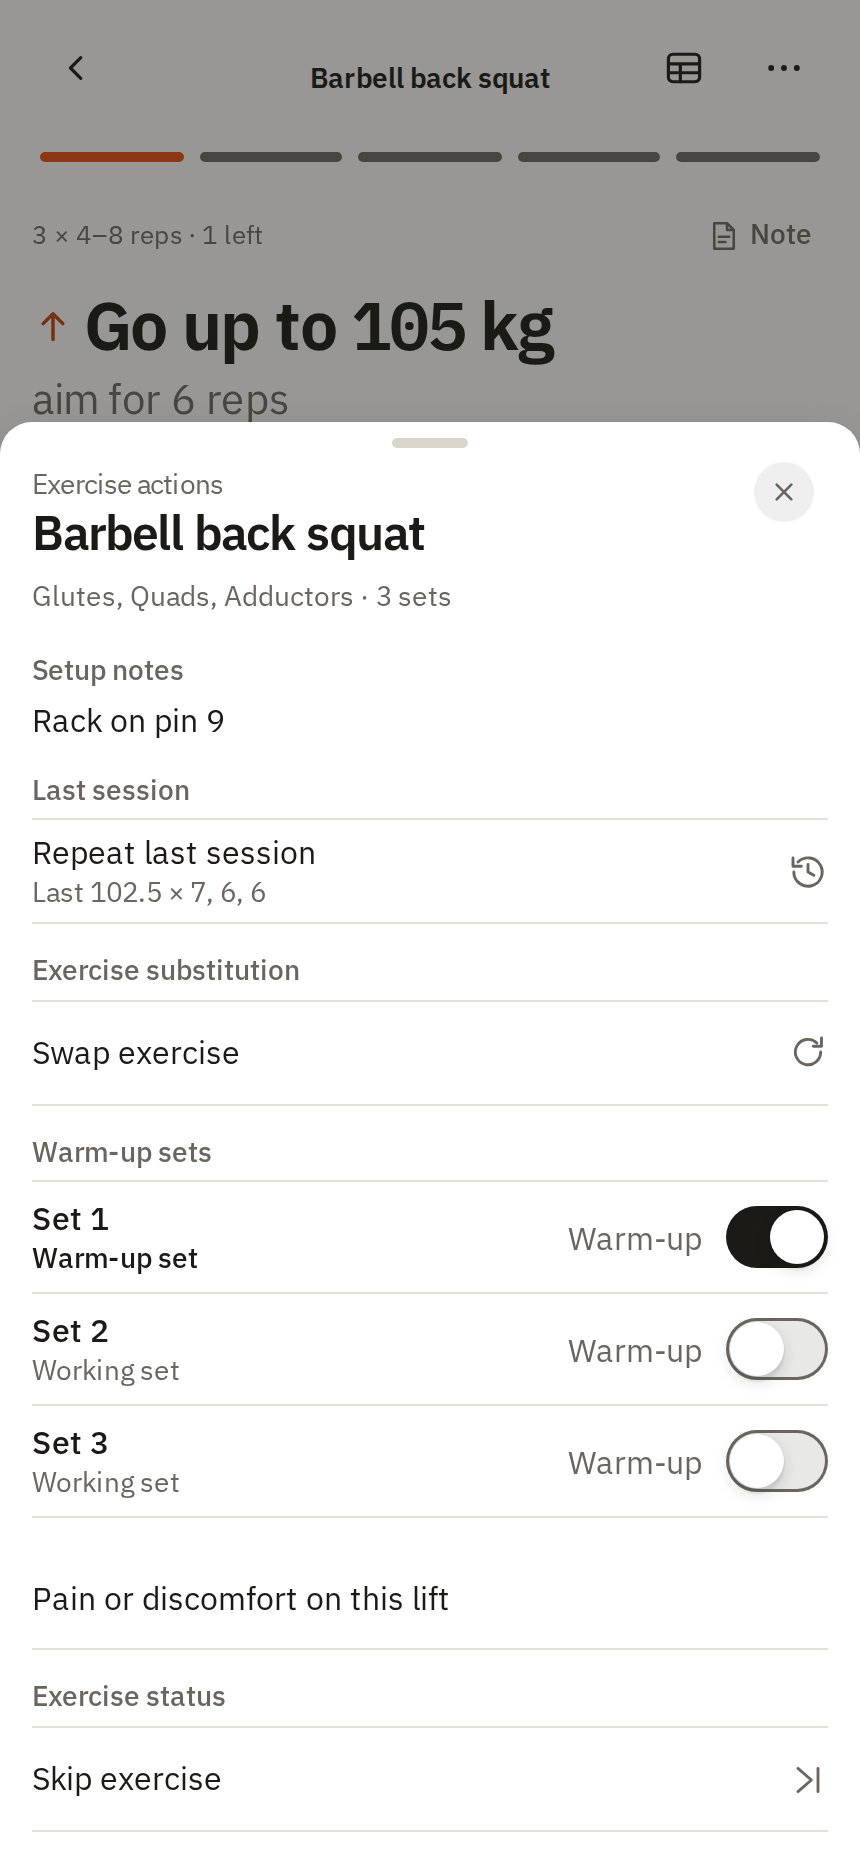 Barbell back squat
3 × 4–8 reps · 1 left
Note
Go up to 105 kg
aim for 6 reps
Exercise actions
Barbell back squat
Glutes, Quads, Adductors · 3 sets
Setup notes
Rack on pin 9
Last session
Repeat last session
Last 102.5 × 7, 6, 6
Exercise substitution
Swap exercise
Warm-up sets
Set 1
Warm-up set
Warm-up
Set 2
Working set
Warm-up
Set 3
Working set
Warm-up
Pain or discomfort on this lift
Exercise status
Skip exercise